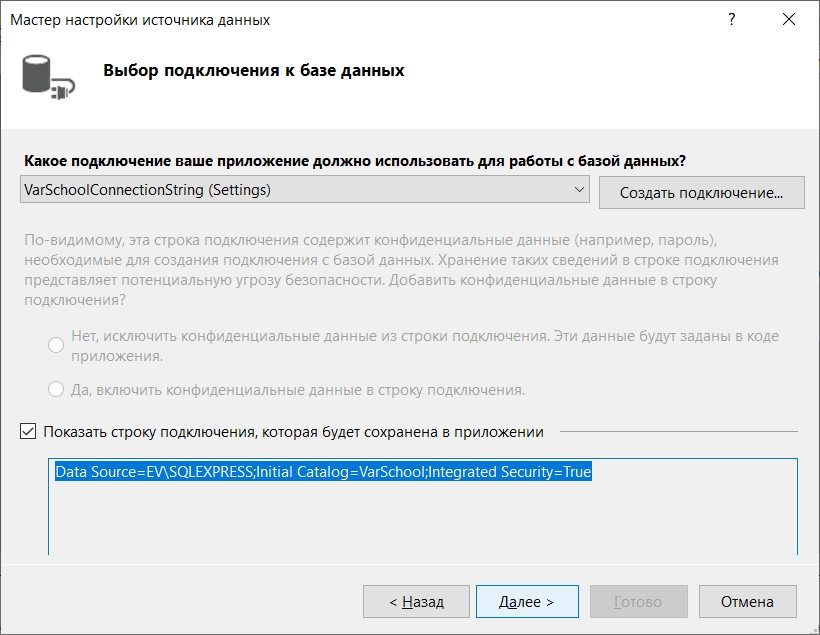 Мастер настройки источника данных
?
Выбор подключения к базе данных
Какое подключение ваше приложение должно использовать для работы с базой данных?
VarSchoolConnectionString (Settings)
Создать подключение...
По-видимому, эта строка подключения содержит конфиденциальные данные (например, пароль),
необходимые для создания подключения с базой данных. Хранение таких сведений в строке подключения
представляет потенциальную угрозу безопасности. Добавить конфиденциальные данные в строку
подключения?
Нет, исключить конфиденциальные данные из строки подключения. Эти данные будут заданы в коде
приложения.
Да, включить конфиденциальные данные в строку подключения.
Показать строку подключения, которая будет сохранена в приложении
Data Source=EV\SQLEXPRESS;Initial Catalog=VarSchool;Integrated Security=True
< Назад
Далее >
Готово
Отмена